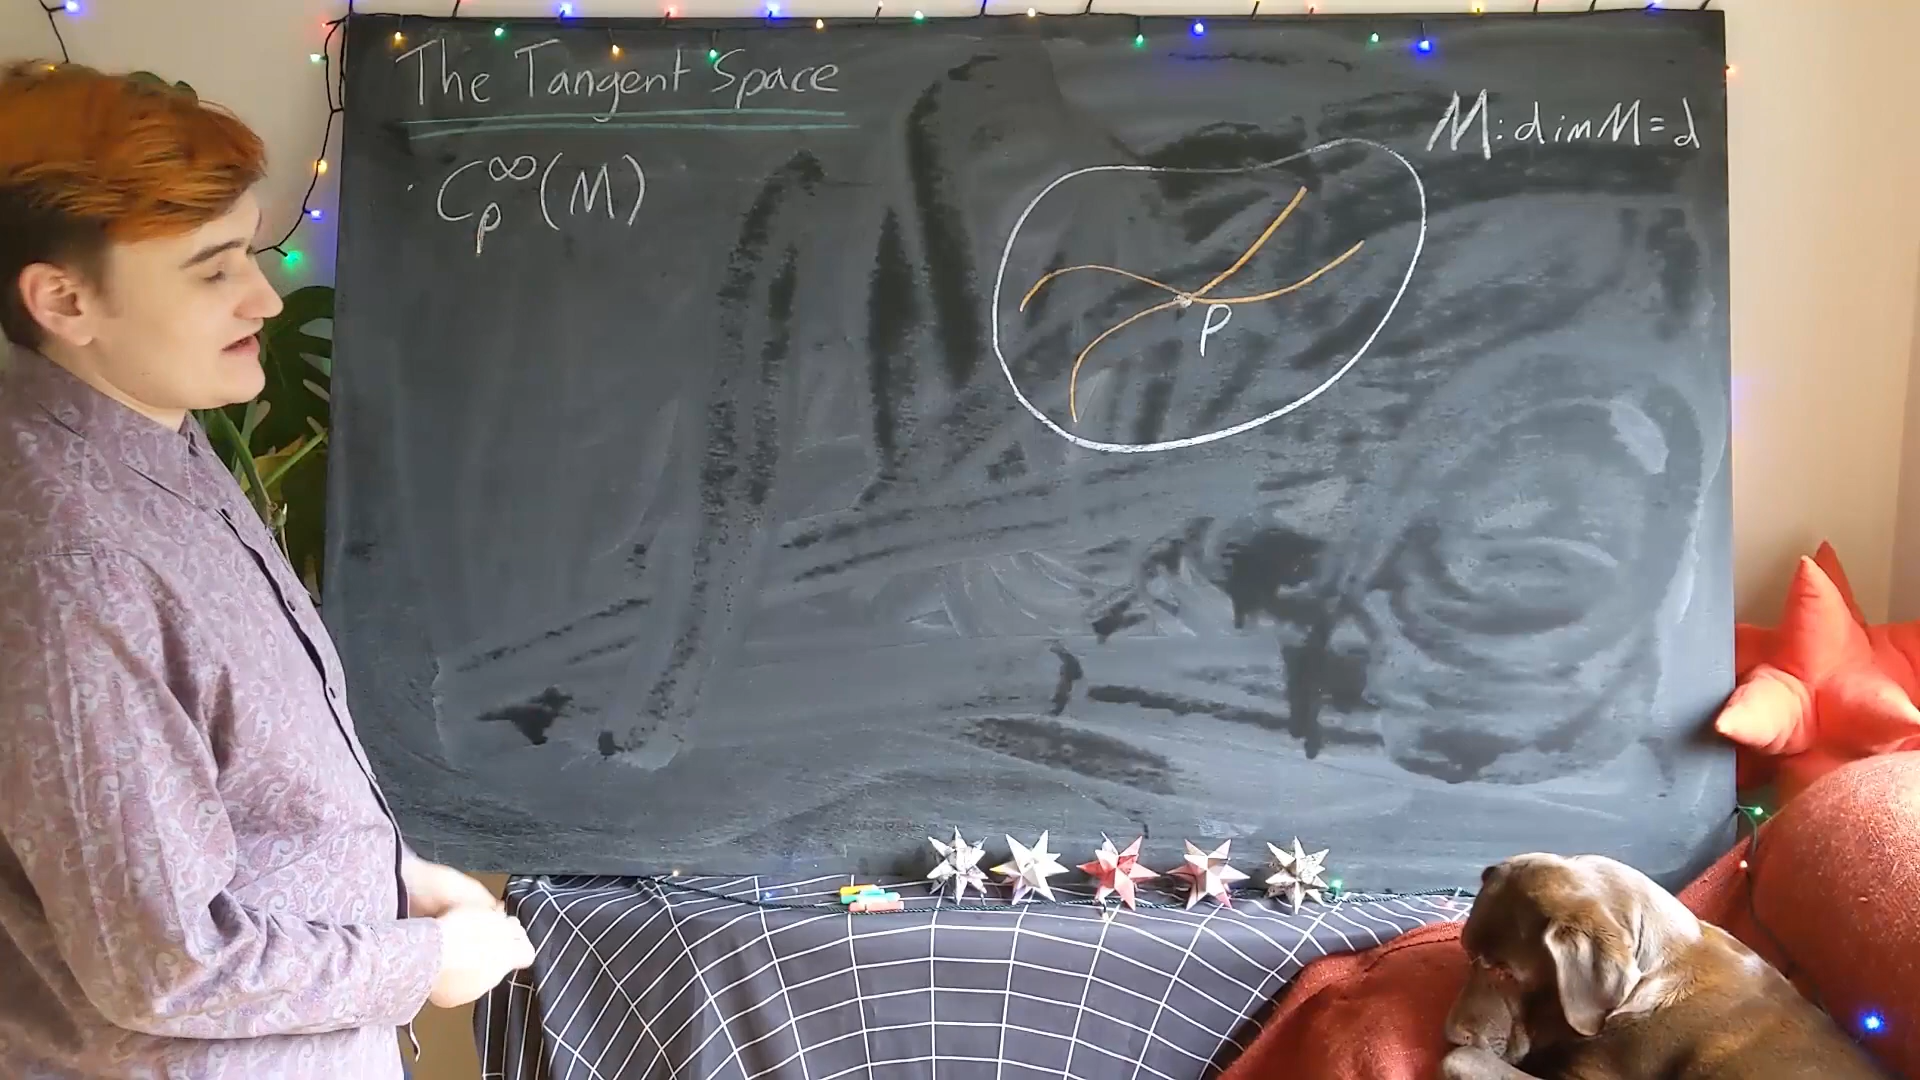 The Tangent Space
M: dim M = d
C_p^∞(M)
p